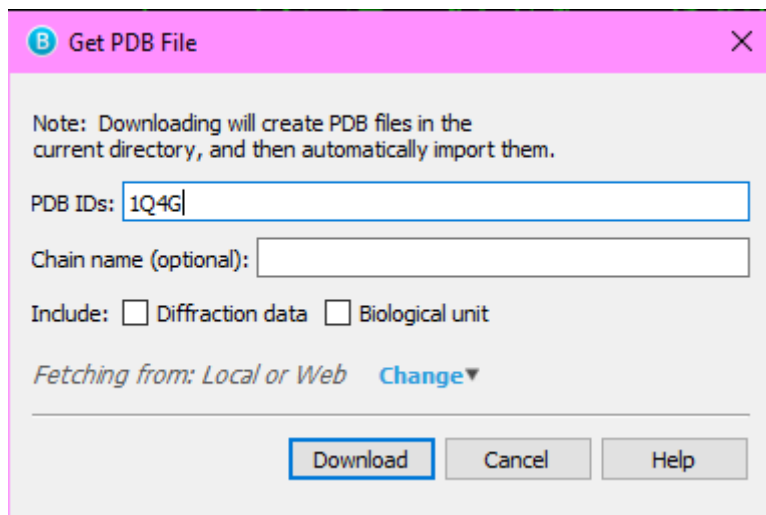 B Get PDB File
Note: Downloading will create PDB files in the
current directory, and then automatically import them.
PDB IDs: 1Q4G
Chain name (optional):
Include: Diffraction data Biological unit
Fetching from: Local or Web Change▼
Download Cancel Help